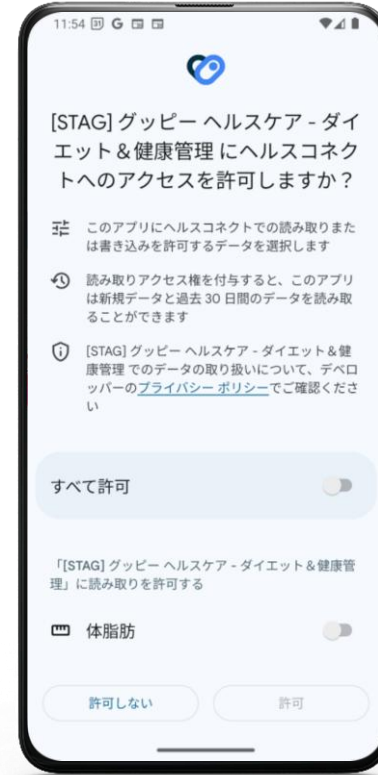 11:54 31 G
[STAG] グッピー ヘルスケア - ダイ
エット＆健康管理 にヘルスコネク
トへのアクセスを許可しますか？
このアプリにヘルスコネクトでの読み取りまた
は書き込みを許可するデータを選択します
読み取りアクセス権を付与すると、このアプリ
は新規データと過去 30 日間のデータを読み取
ることができます
[STAG] グッピー ヘルスケア - ダイエット＆健
康管理 でのデータの取り扱いについて、デベロ
ッパーのプライバシー ポリシーでご確認くださ
い
すべて許可
「[STAG] グッピー ヘルスケア - ダイエット＆健康管
理」に読み取りを許可する
体脂肪
許可しない
許可